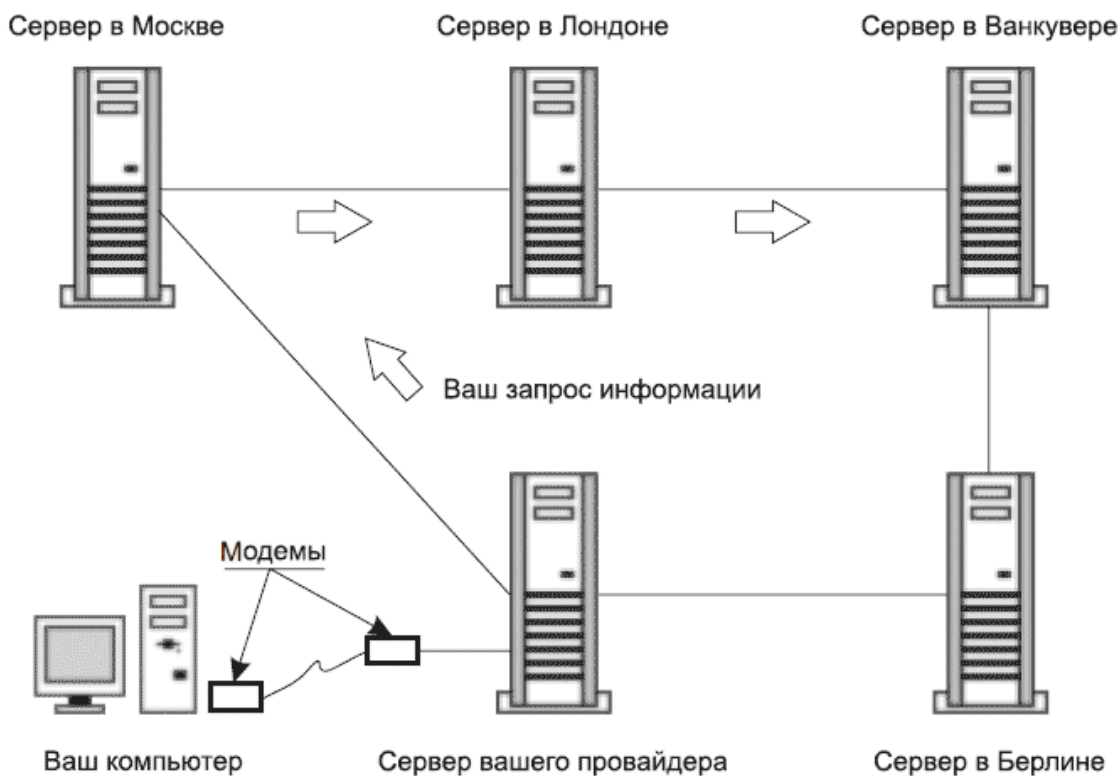 Сервер в Москве
Сервер в Лондоне
Сервер в Ванкувере
Ваш запрос информации
Модемы
Ваш компьютер
Сервер вашего провайдера
Сервер в Берлине